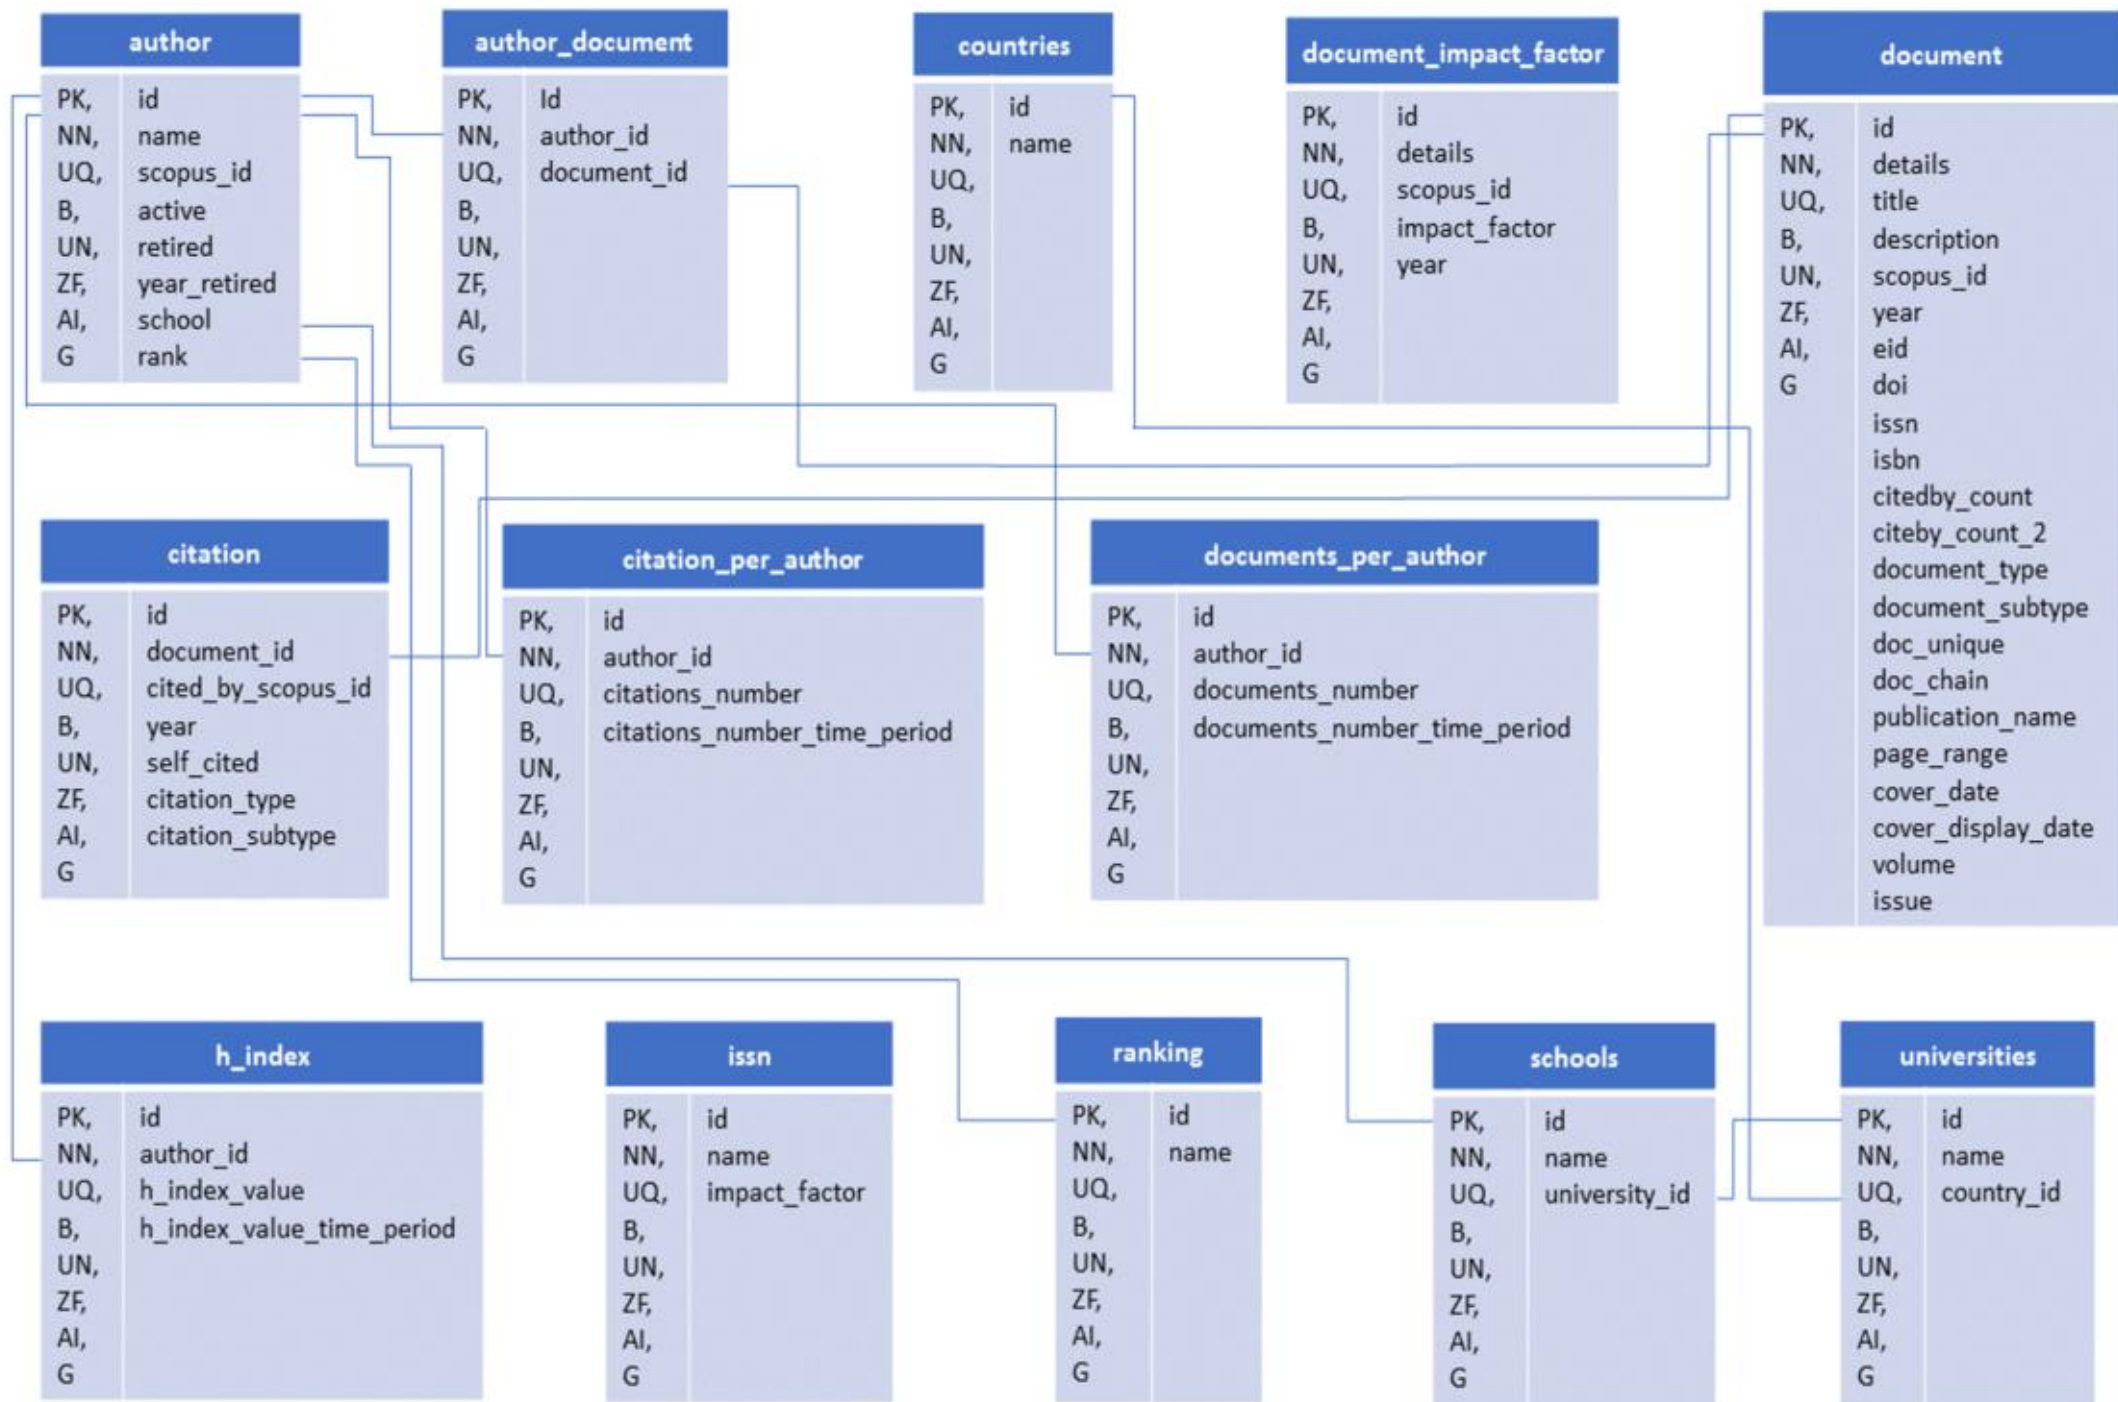 author
PK, id
NN, name
UQ, scopus_id
B, active
UN, retired
ZF, year_retired
AI, school
G rank
author_document
PK, Id
NN, author_id
UQ, document_id
B,
UN,
ZF,
AI,
G
countries
PK, id
NN, name
UQ,
B,
UN,
ZF,
AI,
G
document_impact_factor
PK, id
NN, details
UQ, scopus_id
B, impact_factor
UN, year
ZF,
AI,
G
document
PK, id
NN, details
UQ, title
B, description
UN, scopus_id
ZF, year
AI, eid
G doi
issn
isbn
citedby_count
citeby_count_2
document_type
document_subtype
doc_unique
doc_chain
publication_name
page_range
cover_date
cover_display_date
volume
issue
citation
PK, id
NN, document_id
UQ, cited_by_scopus_id
B, year
UN, self_cited
ZF, citation_type
AI, citation_subtype
G
citation_per_author
PK, id
NN, author_id
UQ, citations_number
B, citations_number_time_period
UN,
ZF,
AI,
G
documents_per_author
PK, id
NN, author_id
UQ, documents_number
B, documents_number_time_period
UN,
ZF,
AI,
G
h_index
PK, id
NN, author_id
UQ, h_index_value
B, h_index_value_time_period
UN,
ZF,
AI,
G
issn
PK, id
NN, name
UQ, impact_factor
B,
UN,
ZF,
AI,
G
ranking
PK, id
NN, name
UQ,
B,
UN,
ZF,
AI,
G
schools
PK, id
NN, name
UQ, university_id
B,
UN,
ZF,
AI,
G
universities
PK, id
NN, name
UQ, country_id
B,
UN,
ZF,
AI,
G